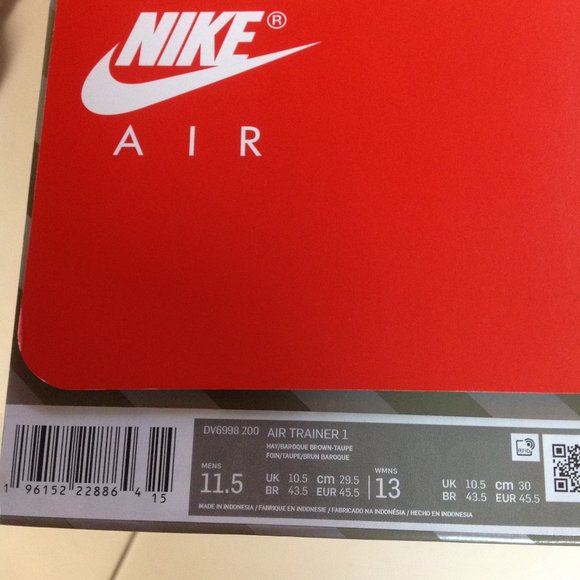 NIKE®
AIR
DV6998 200 AIR TRAINER 1
HAY/BAROQUE BROWN-TAUPE
FOIN/TAUPE/BRUN BAROQUE
MENS
11.5
UK 10.5 cm 29.5
BR 43.5 EUR 45.5
WMNS
13
UK 10.5 cm 30
BR 43.5 EUR 45.5
MADE IN INDONESIA / FABRIQUE EN INDONESIE / FABRICADO NA INDONÉSIA / HECHO EN INDONESIA
RFID
1 96152 22886 4 15